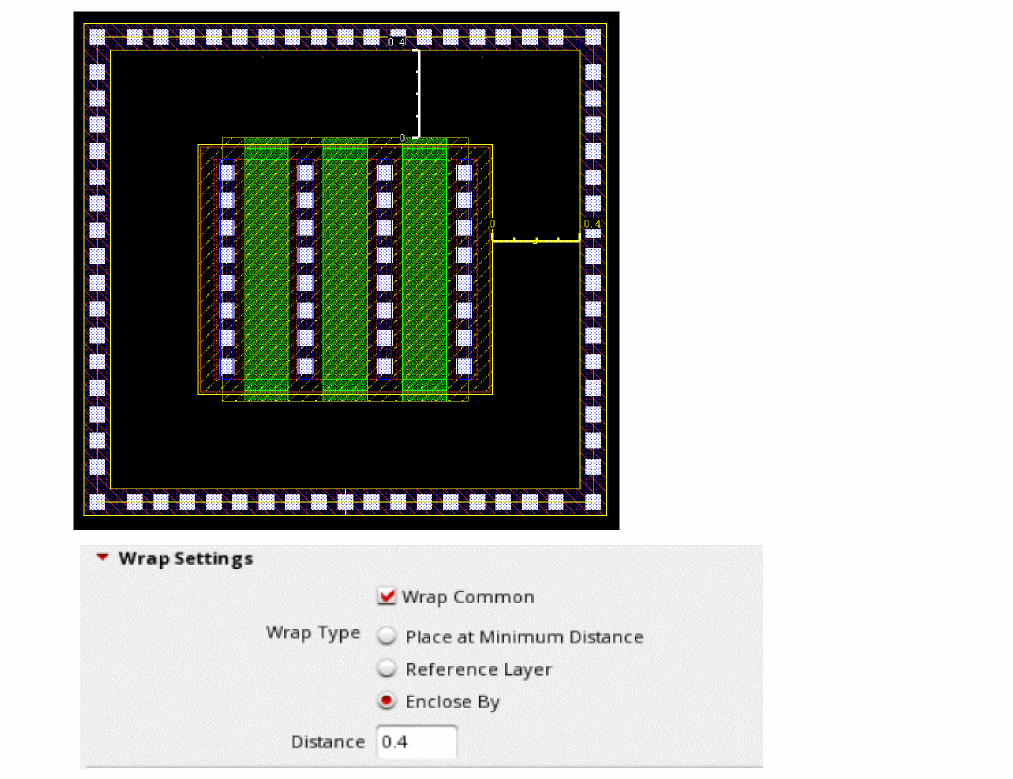 0.4
0
0 0.4
Wrap Settings
Wrap Common
Wrap Type
Place at Minimum Distance
Reference Layer
Enclose By
Distance 0.4